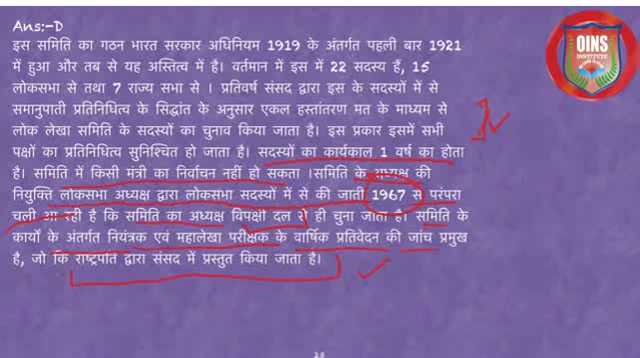 Ans:-D
इस समिति का गठन भारत सरकार अधिनियम 1919 के अंतर्गत पहली बार 1921
में हुआ और तब से यह अस्तित्व में है। वर्तमान में इस में 22 सदस्य हैं, 15
लोकसभा से तथा 7 राज्य सभा से । प्रतिवर्ष संसद द्वारा इस के सदस्यों में से
समानुपाती प्रतिनिधित्व के सिद्धांत के अनुसार एकल हस्तांतरण मत के माध्यम से
लोक लेखा समिति के सदस्यों का चुनाव किया जाता है। इस प्रकार इसमें सभी
पक्षों का प्रतिनिधित्व सुनिश्चित हो जाता है। सदस्यों का कार्यकाल 1 वर्ष का होता
है। समिति में किसी मंत्री का निर्वाचन नहीं हो सकता ।समिति के अध्यक्ष की
नियुक्ति लोकसभा अध्यक्ष द्वारा लोकसभा सदस्यों में से की जाती 1967 से परंपरा
चली आ रही है कि समिति का अध्यक्ष विपक्षी दल से ही चुना जाता है। समिति के
कार्यों के अंतर्गत नियंत्रक एवं महालेखा परीक्षक के वार्षिक प्रतिवेदन की जांच प्रमुख
है, जो कि राष्ट्रपति द्वारा संसद में प्रस्तुत किया जाता है।
OINS
INSTITUTE